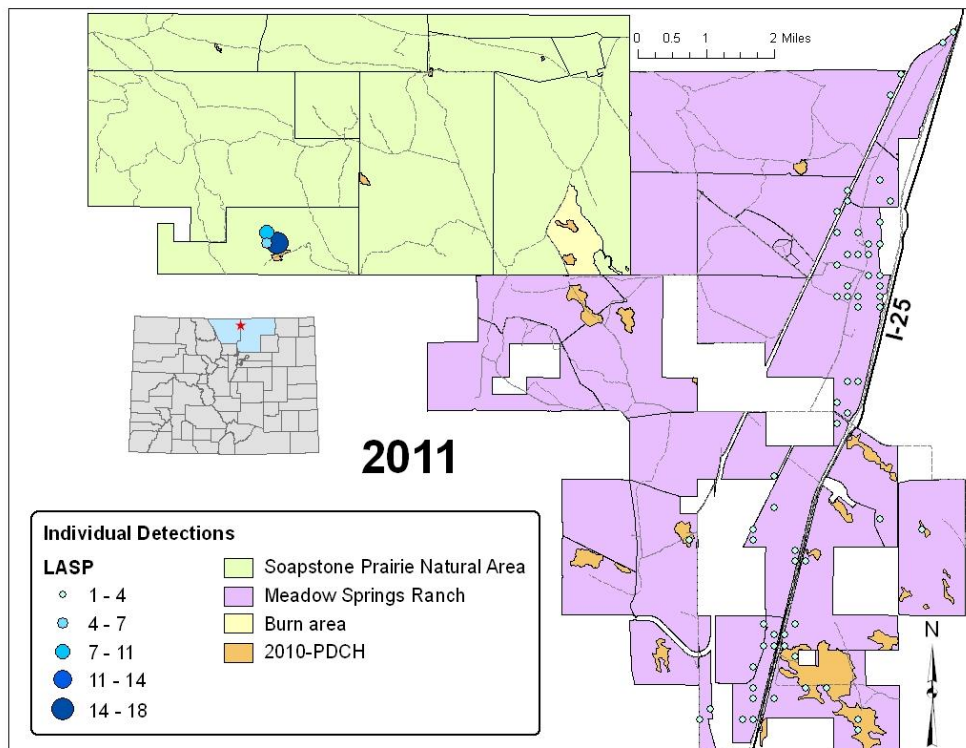 0 0.5 1 2 Miles
I-25
2011
N
Individual Detections
LASP
1 - 4
4 - 7
7 - 11
11 - 14
14 - 18
Soapstone Prairie Natural Area
Meadow Springs Ranch
Burn area
2010-PDCH